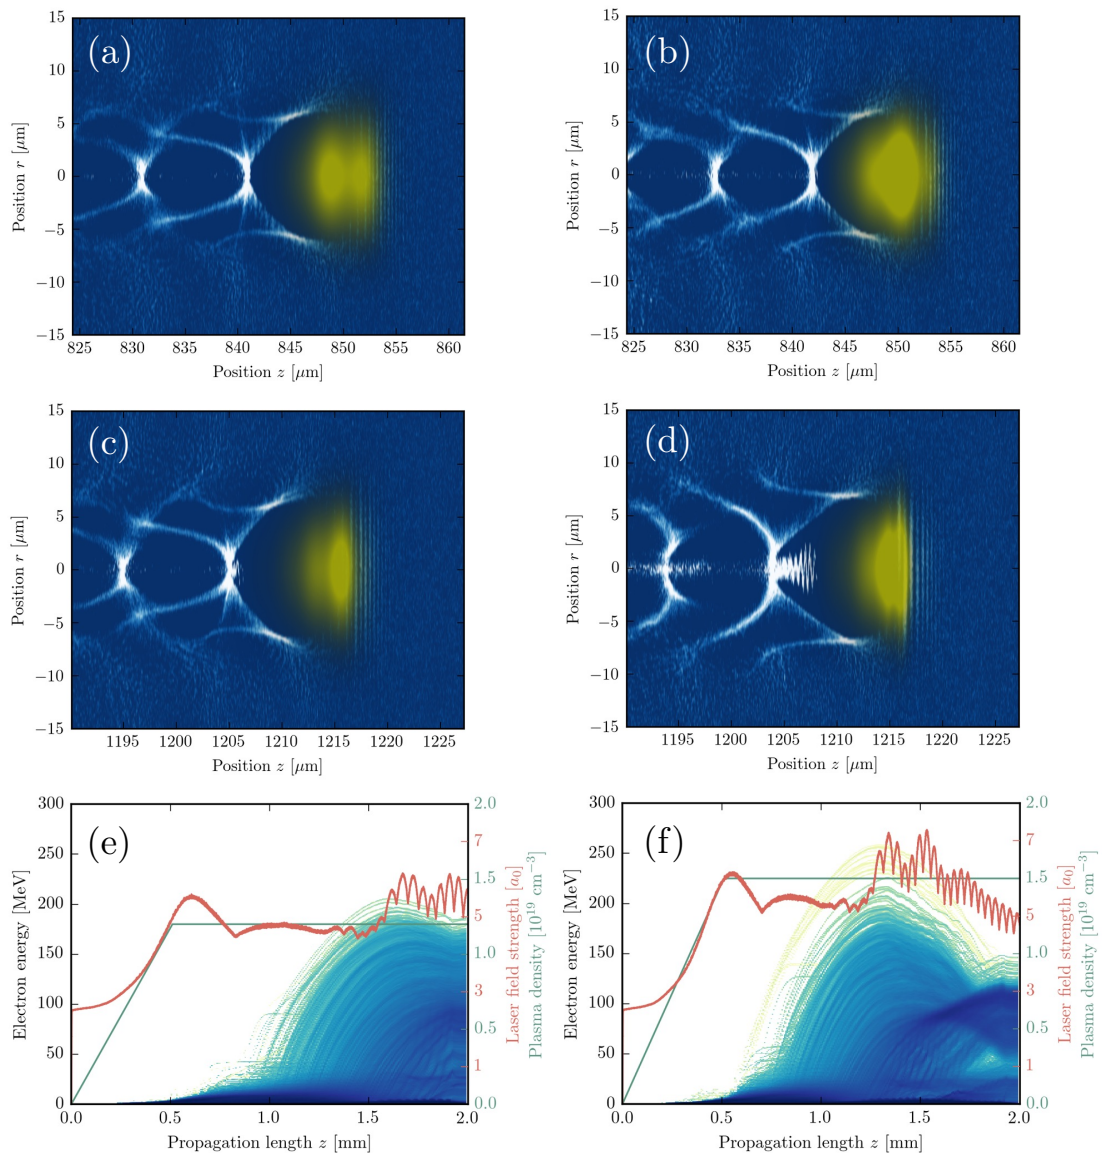 (a)
15
10
5
0
−5
−10
−15
Position r [μm]
825 830 835 840 845 850 855 860
Position z [μm]
(b)
15
10
5
0
−5
−10
−15
Position r [μm]
825 830 835 840 845 850 855 860
Position z [μm]
(c)
15
10
5
0
−5
−10
−15
Position r [μm]
1195 1200 1205 1210 1215 1220 1225
Position z [μm]
(d)
15
10
5
0
−5
−10
−15
Position r [μm]
1195 1200 1205 1210 1215 1220 1225
Position z [μm]
(e)
300
250
200
150
100
50
0
Electron energy [MeV]
0.0 0.5 1.0 1.5 2.0
Propagation length z [mm]
7
5
3
1
Laser field strength [a₀]
2.0
1.5
1.0
0.5
0.0
Plasma density [10¹⁹ cm⁻³]
(f)
300
250
200
150
100
50
0
Electron energy [MeV]
0.0 0.5 1.0 1.5 2.0
Propagation length z [mm]
7
5
3
1
Laser field strength [a₀]
2.0
1.5
1.0
0.5
0.0
Plasma density [10¹⁹ cm⁻³]